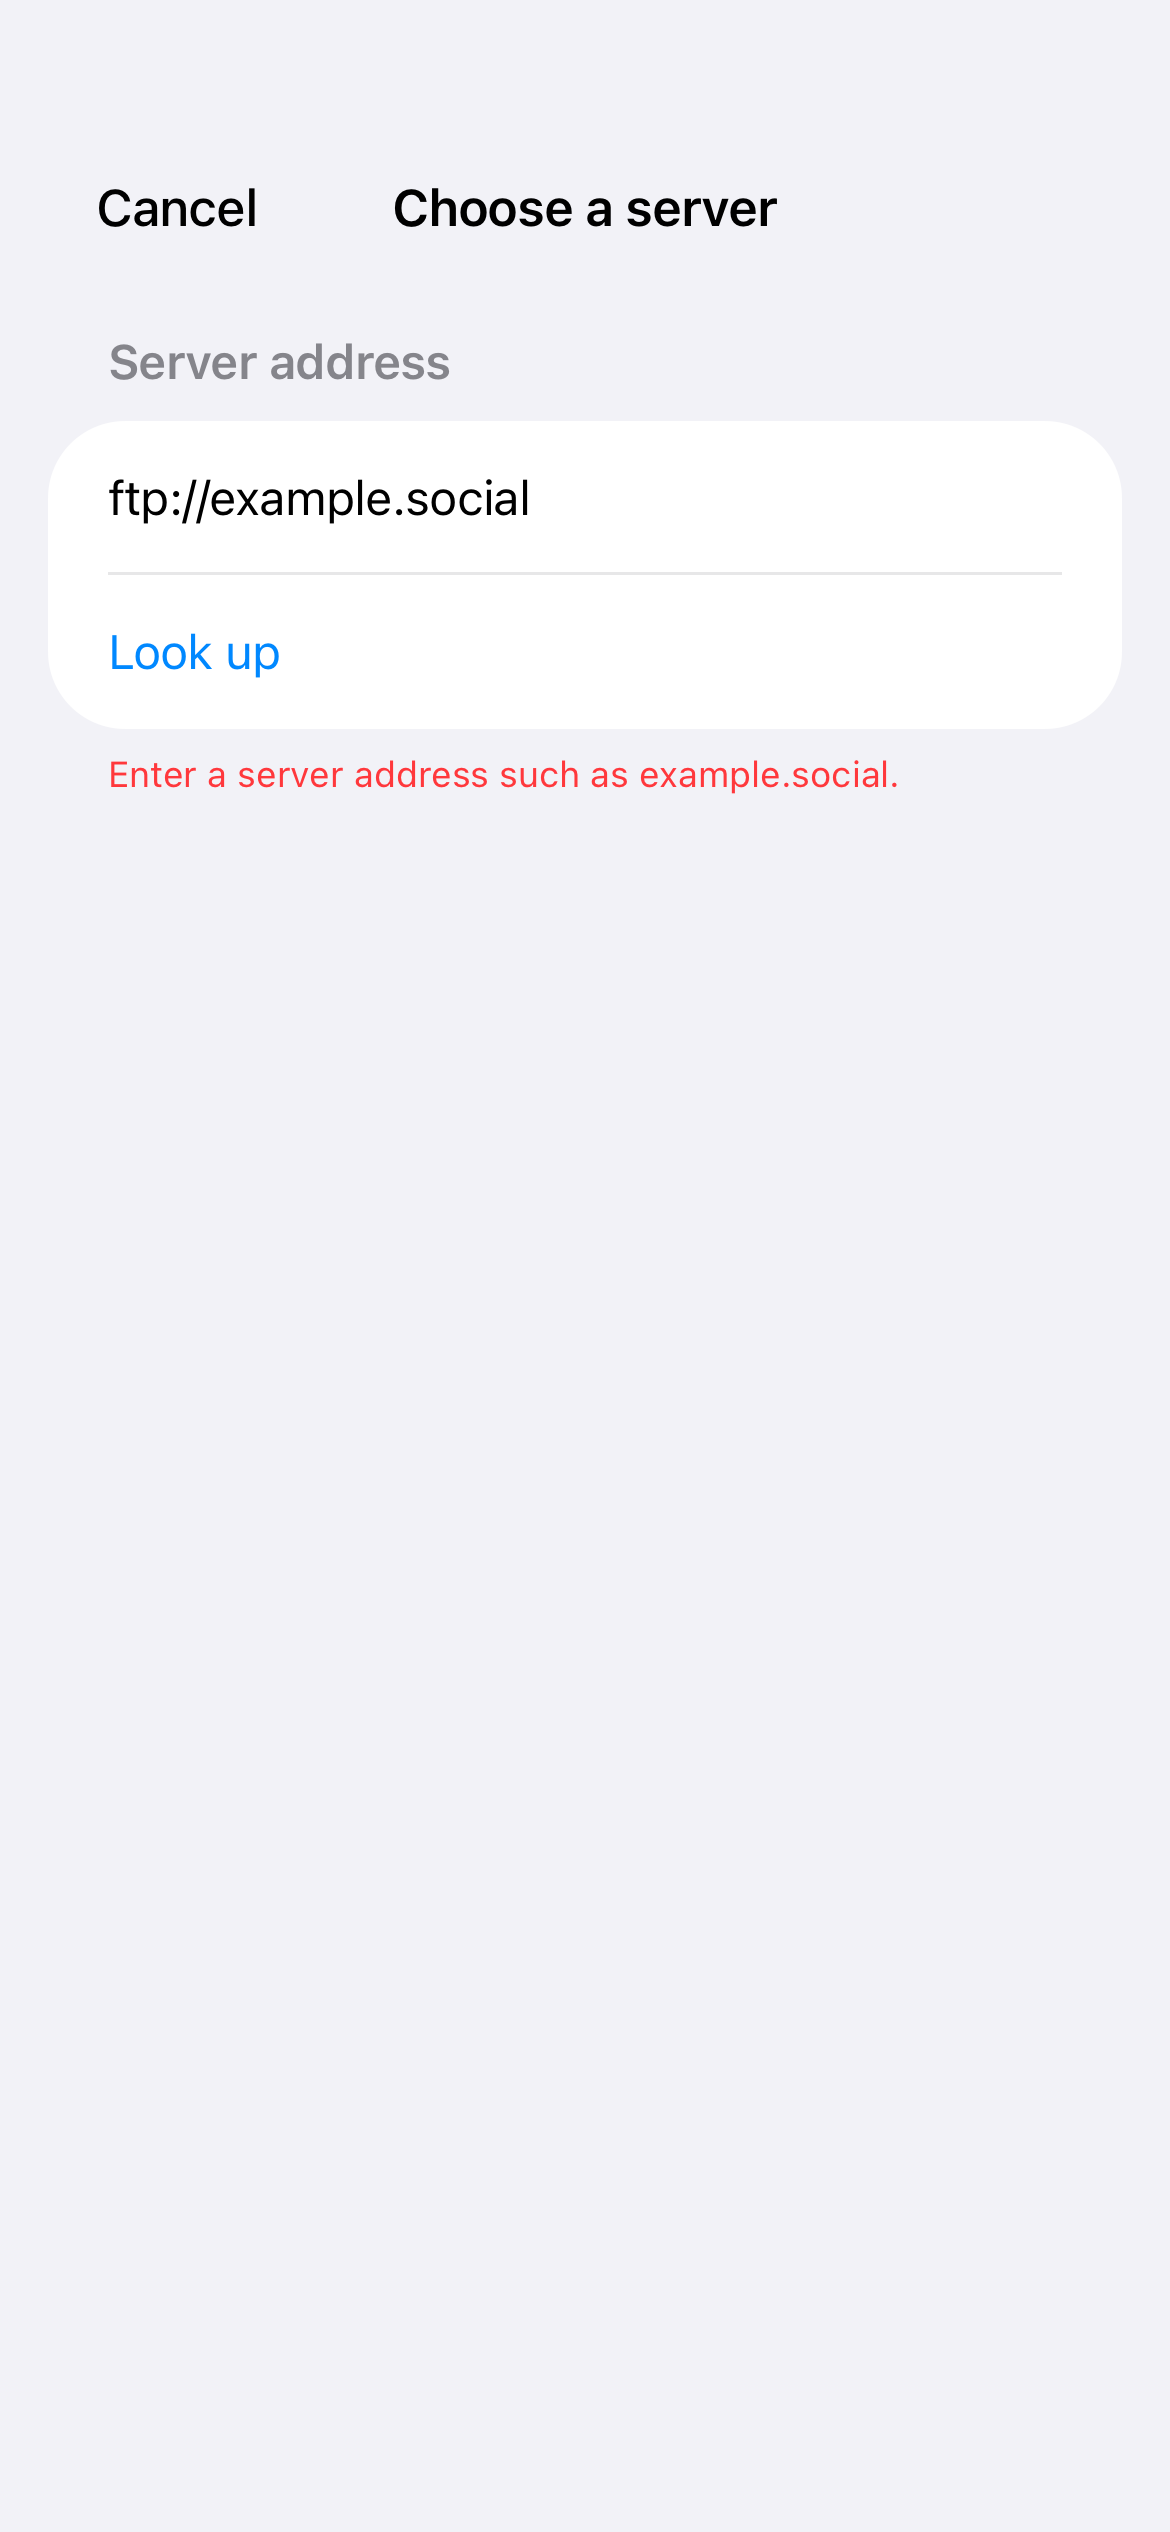 Cancel
Choose a server
Server address
ftp://example.social
Look up
Enter a server address such as example.social.